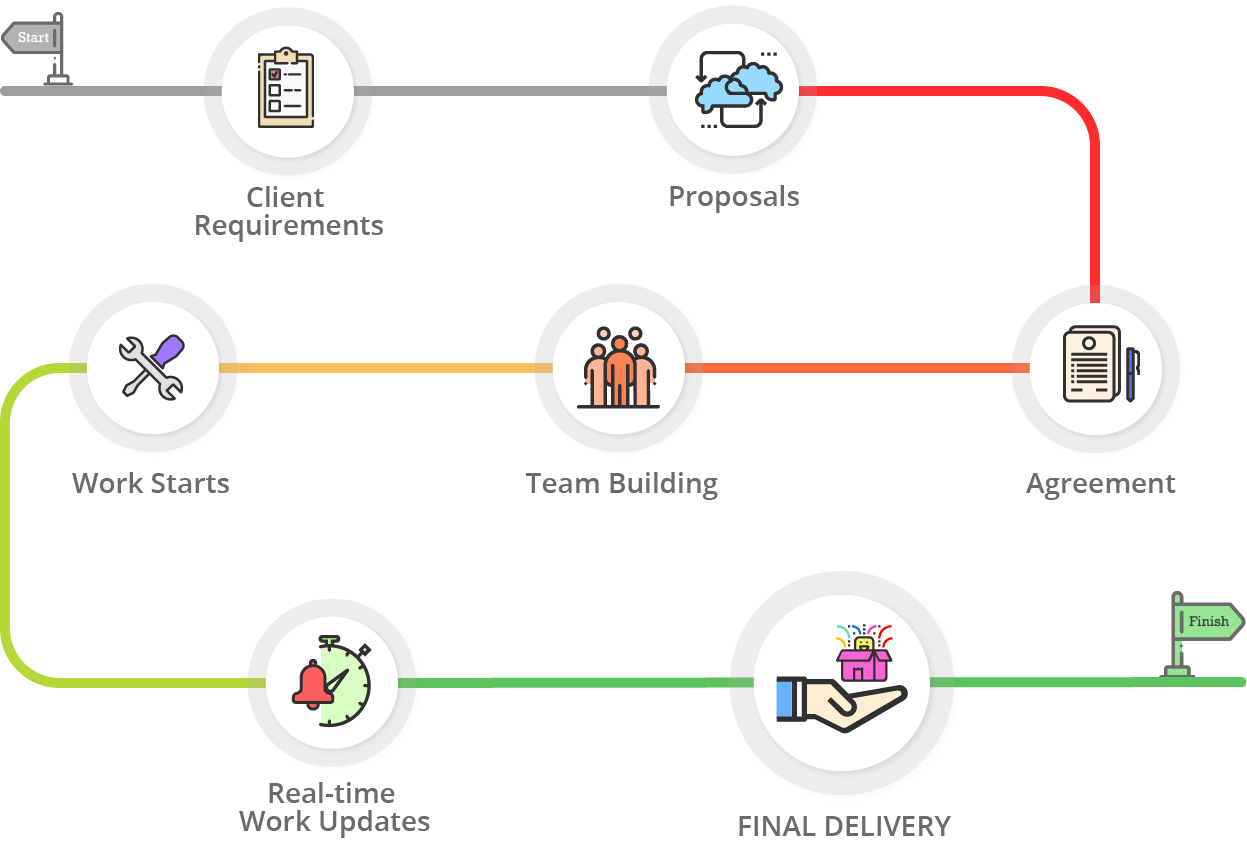 Start
Client
Requirements
Proposals
Work Starts
Team Building
Agreement
Finish
Real-time
Work Updates
FINAL DELIVERY